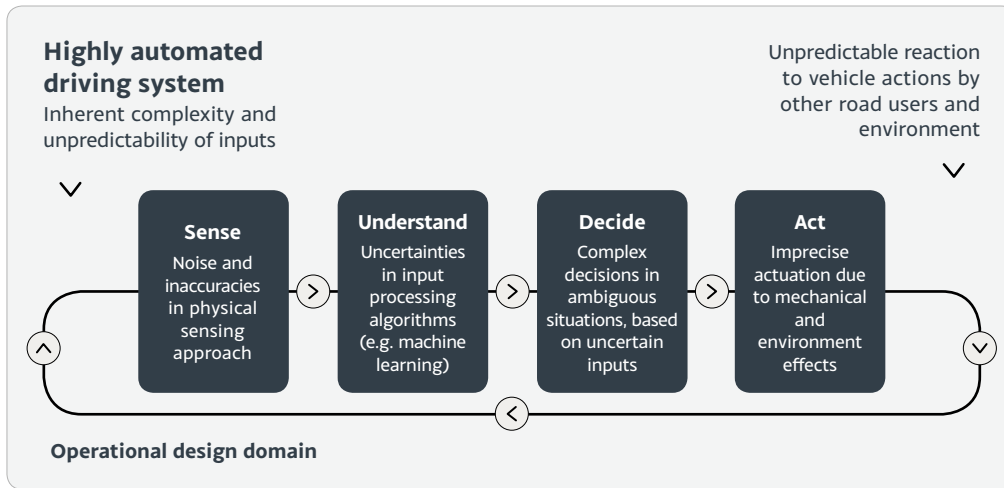 Highly automated
driving system
Inherent complexity and
unpredictability of inputs
Unpredictable reaction
to vehicle actions by
other road users and
environment
Sense
Noise and
inaccuracies
in physical
sensing
approach
Understand
Uncertainties
in input
processing
algorithms
(e.g. machine
learning)
Decide
Complex
decisions in
ambiguous
situations, based
on uncertain
inputs
Act
Imprecise
actuation due
to mechanical
and
environment
effects
Operational design domain